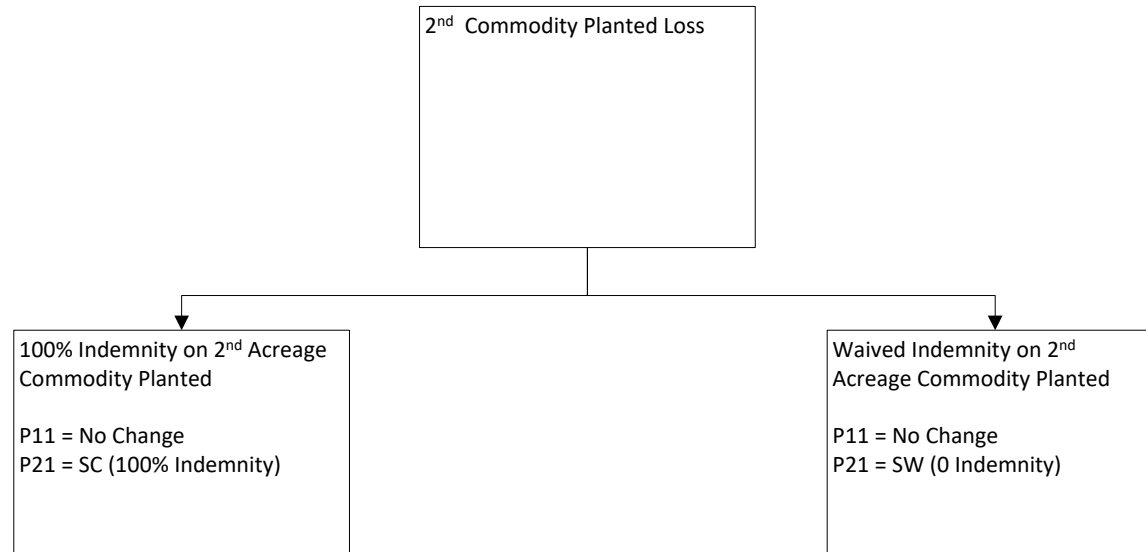 2nd Commodity Planted Loss
100% Indemnity on 2nd Acreage
Commodity Planted
P11 = No Change
P21 = SC (100% Indemnity)
Waived Indemnity on 2nd
Acreage Commodity Planted
P11 = No Change
P21 = SW (0 Indemnity)